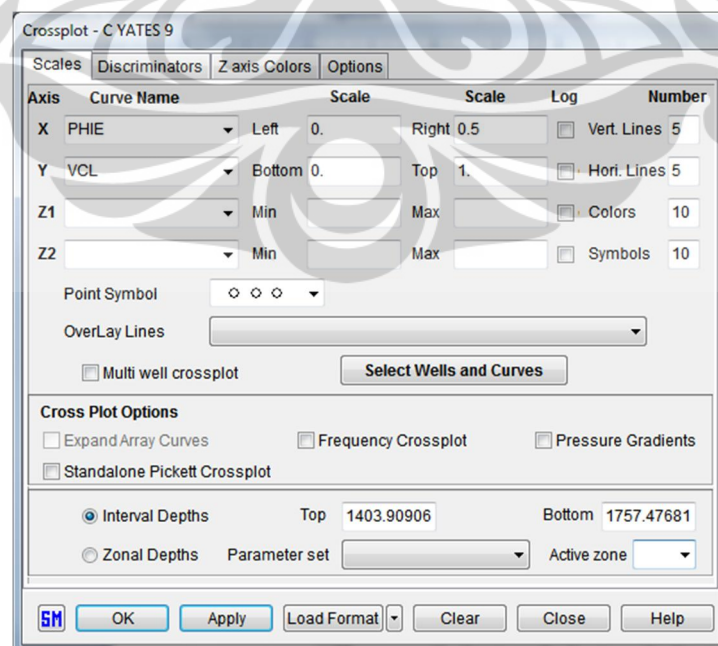 Crossplot - C YATES 9
Scales Discriminators Z axis Colors Options
Axis Curve Name Scale Scale Log Number
X PHIE Left 0. Right 0.5 Vert. Lines 5
Y VCL Bottom 0. Top 1. Hori. Lines 5
Z1 Min Max Colors 10
Z2 Min Max Symbols 10
Point Symbol
OverLay Lines
Multi well crossplot Select Wells and Curves
Cross Plot Options
Expand Array Curves Frequency Crossplot Pressure Gradients
Standalone Pickett Crossplot
Interval Depths Top 1403.90906 Bottom 1757.47681
Zonal Depths Parameter set Active zone
SM OK Apply Load Format Clear Close Help